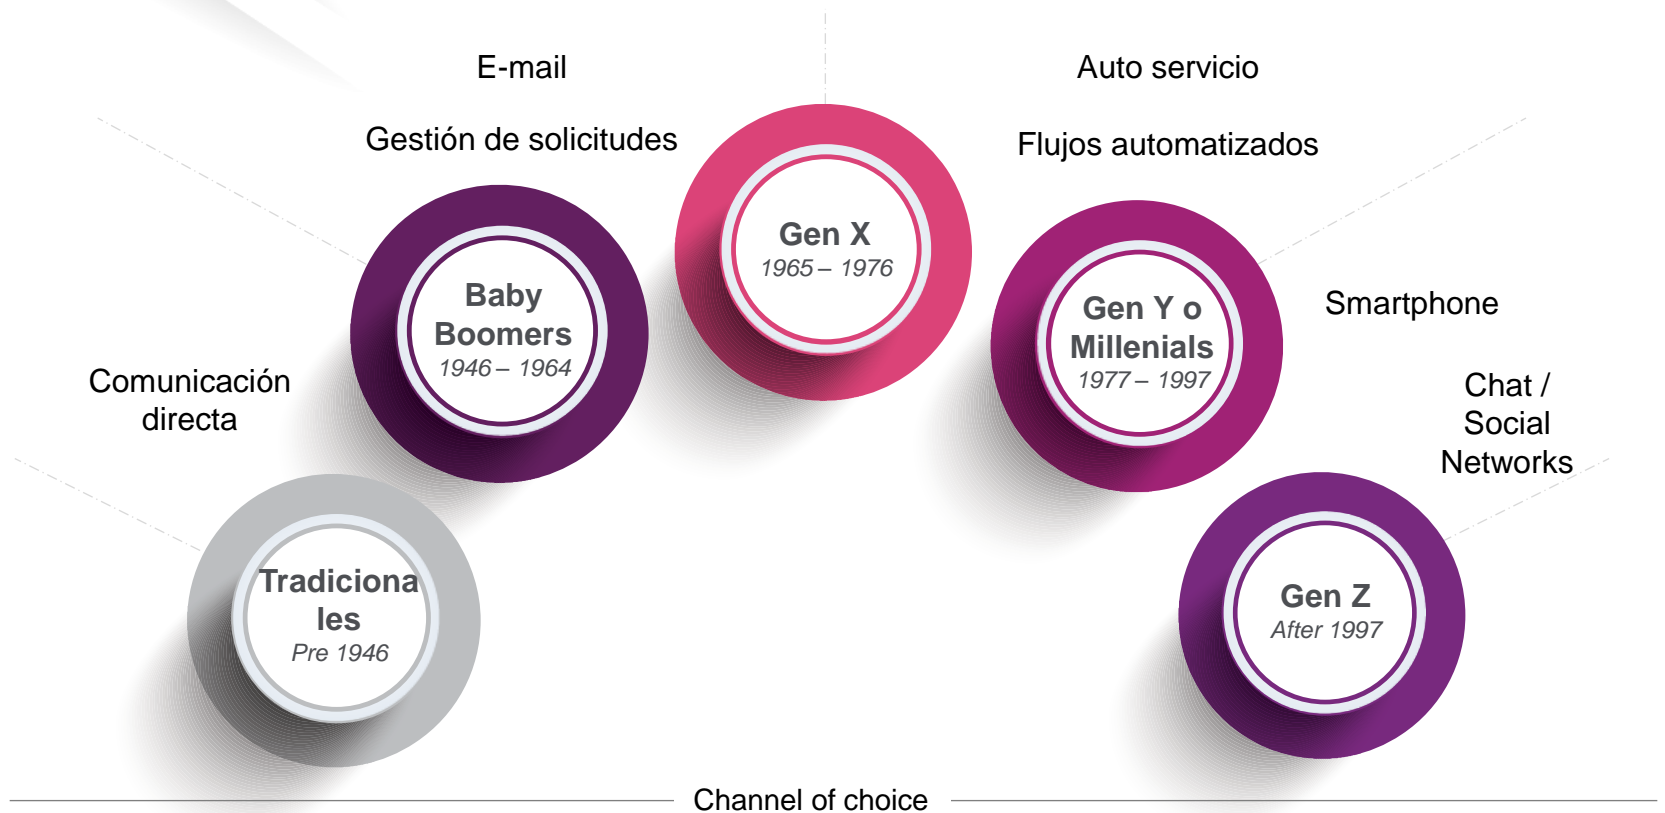 E-mail
Auto servicio
Gestión de solicitudes
Flujos automatizados
Gen X
1965 – 1976
Baby
Boomers
1946 – 1964
Gen Y o
Millenials
1977 – 1997
Smartphone
Comunicación
directa
Chat /
Social
Networks
Tradiciona
les
Pre 1946
Gen Z
After 1997
Channel of choice